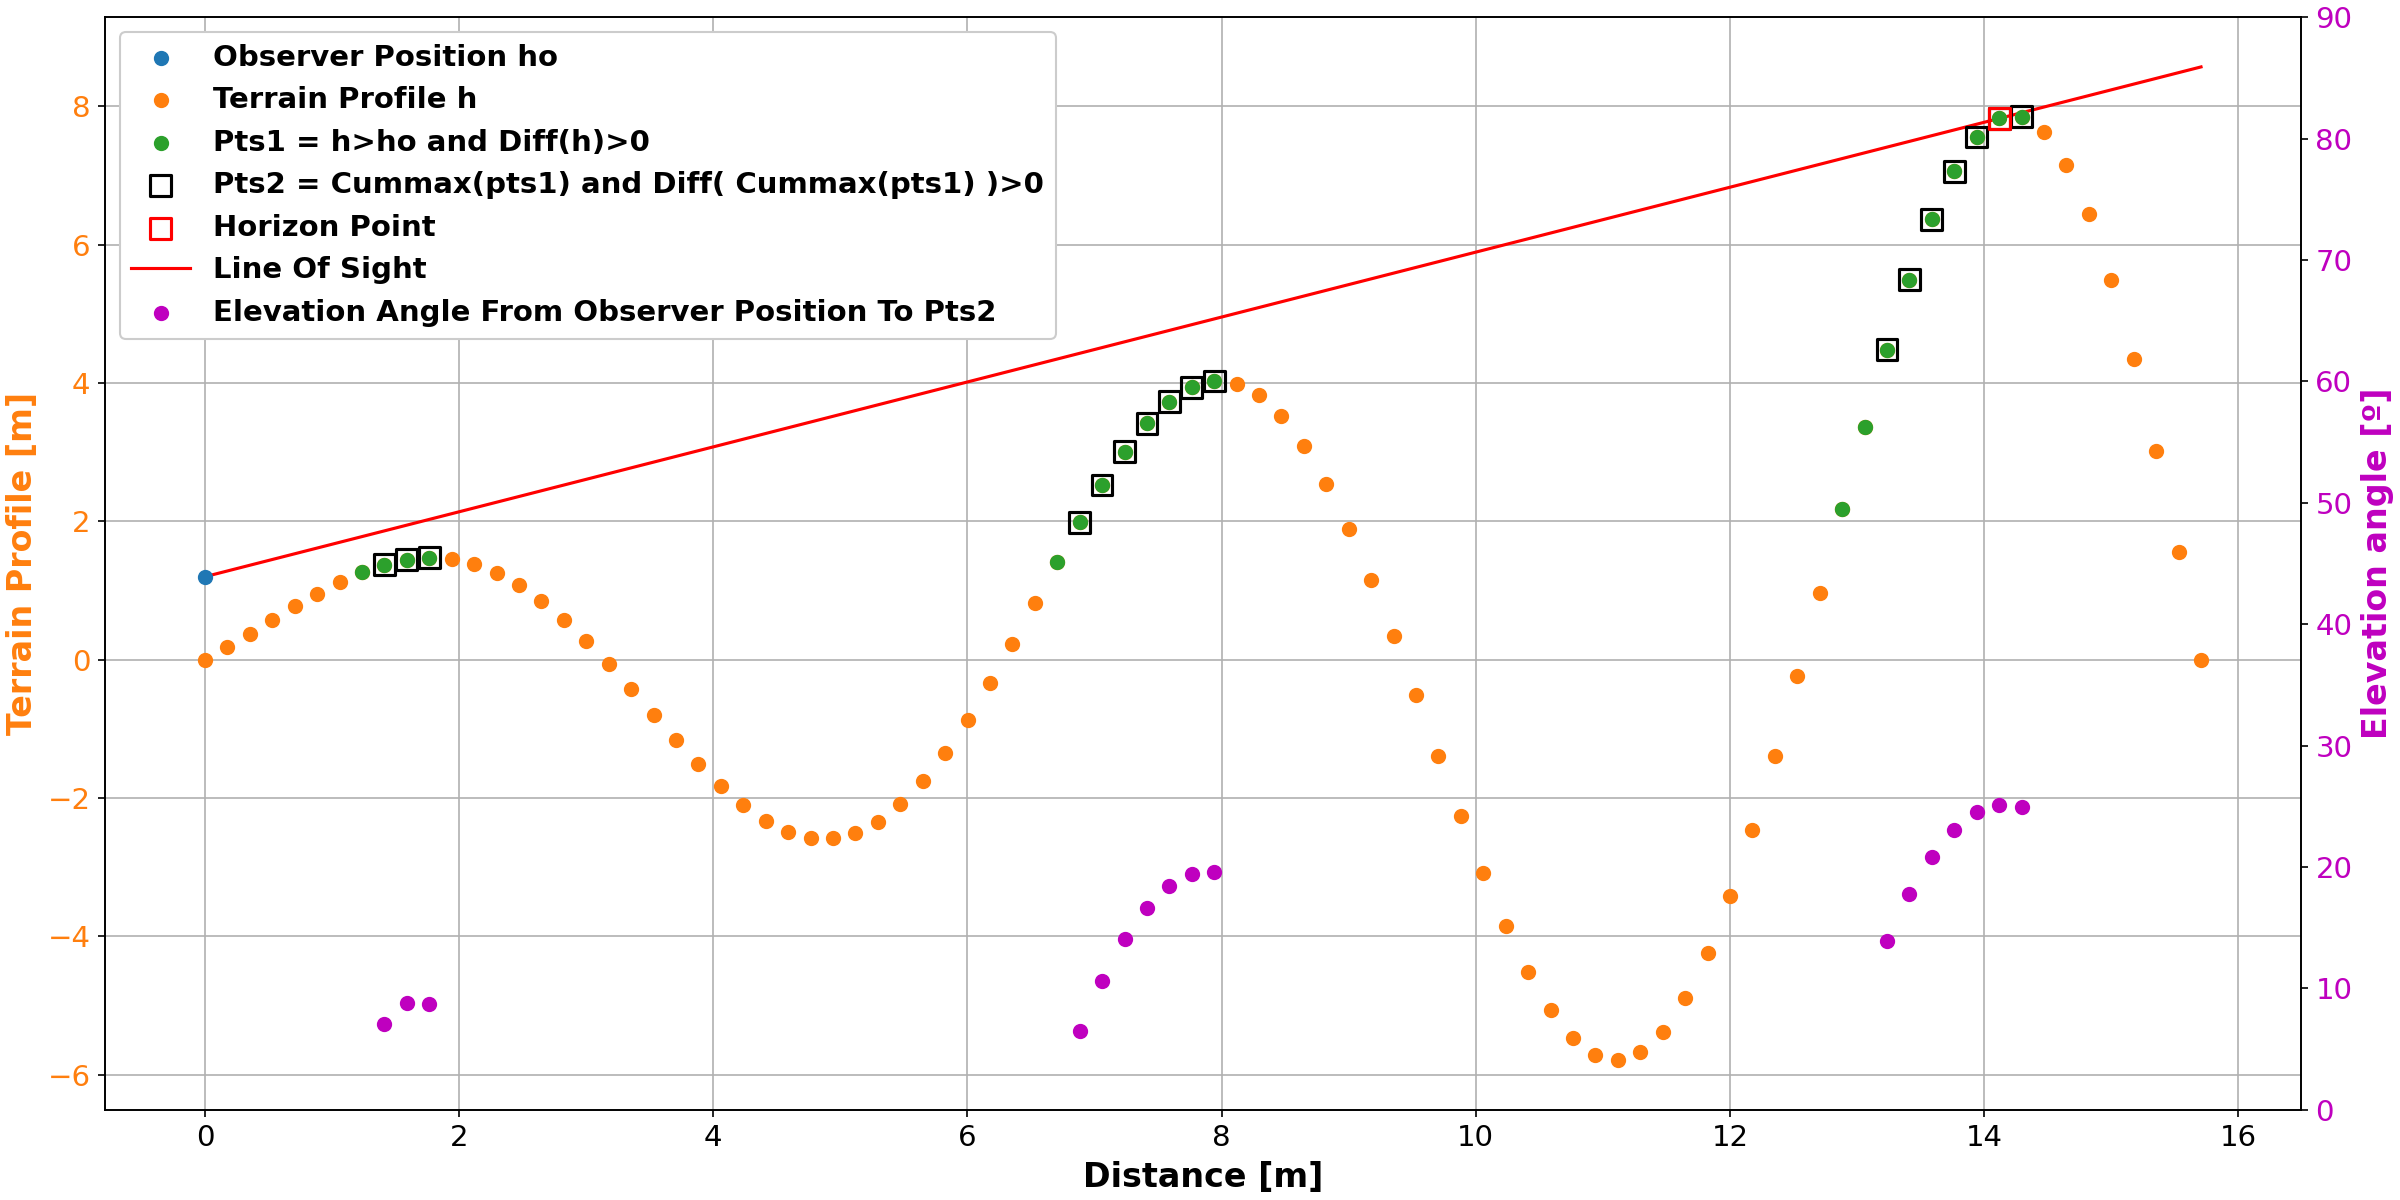 Observer Position ho
Terrain Profile h
Pts1 = h>ho and Diff(h)>0
Pts2 = Cummax(pts1) and Diff( Cummax(pts1) )>0
Horizon Point
Line Of Sight
Elevation Angle From Observer Position To Pts2
Terrain Profile [m]
8
6
4
2
0
−2
−4
−6
0 2 4 6 8 10 12 14 16
Distance [m]
90
80
70
60
50
40
30
20
10
0
Elevation angle [º]